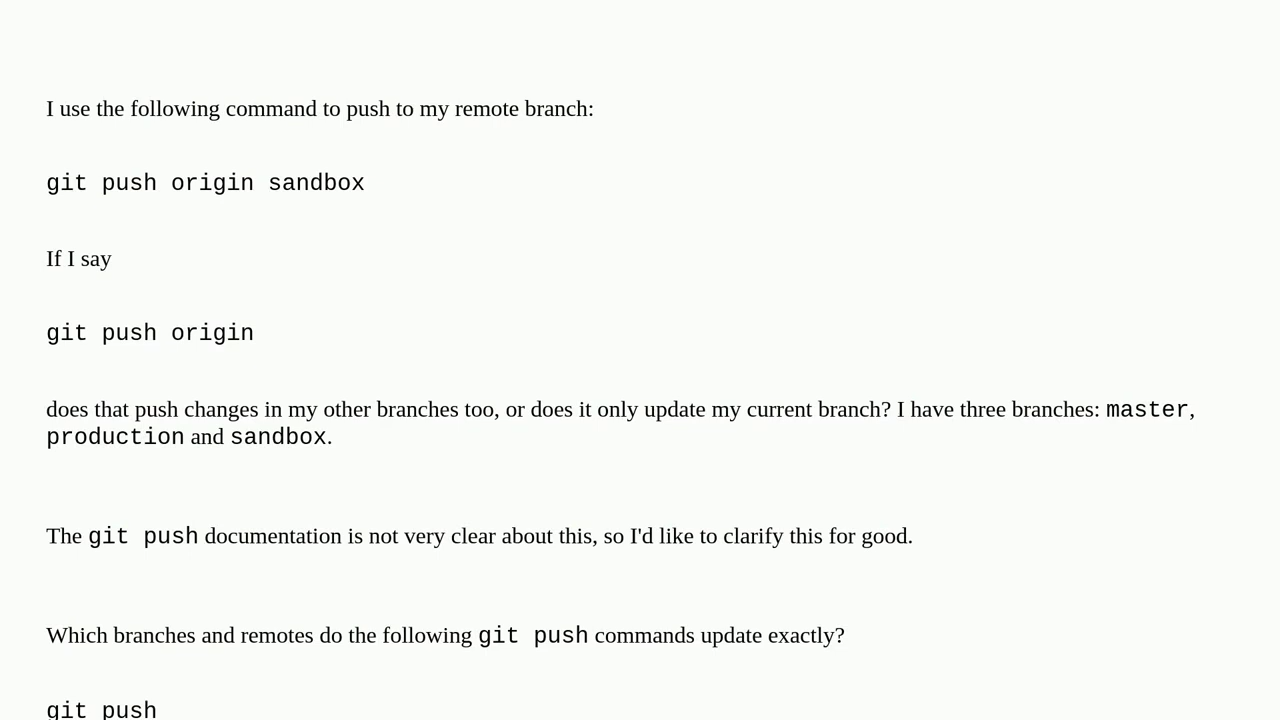 I use the following command to push to my remote branch:
git push origin sandbox
If I say
git push origin
does that push changes in my other branches too, or does it only update my current branch? I have three branches: master,
production and sandbox.
The git push documentation is not very clear about this, so I'd like to clarify this for good.
Which branches and remotes do the following git push commands update exactly?
git push